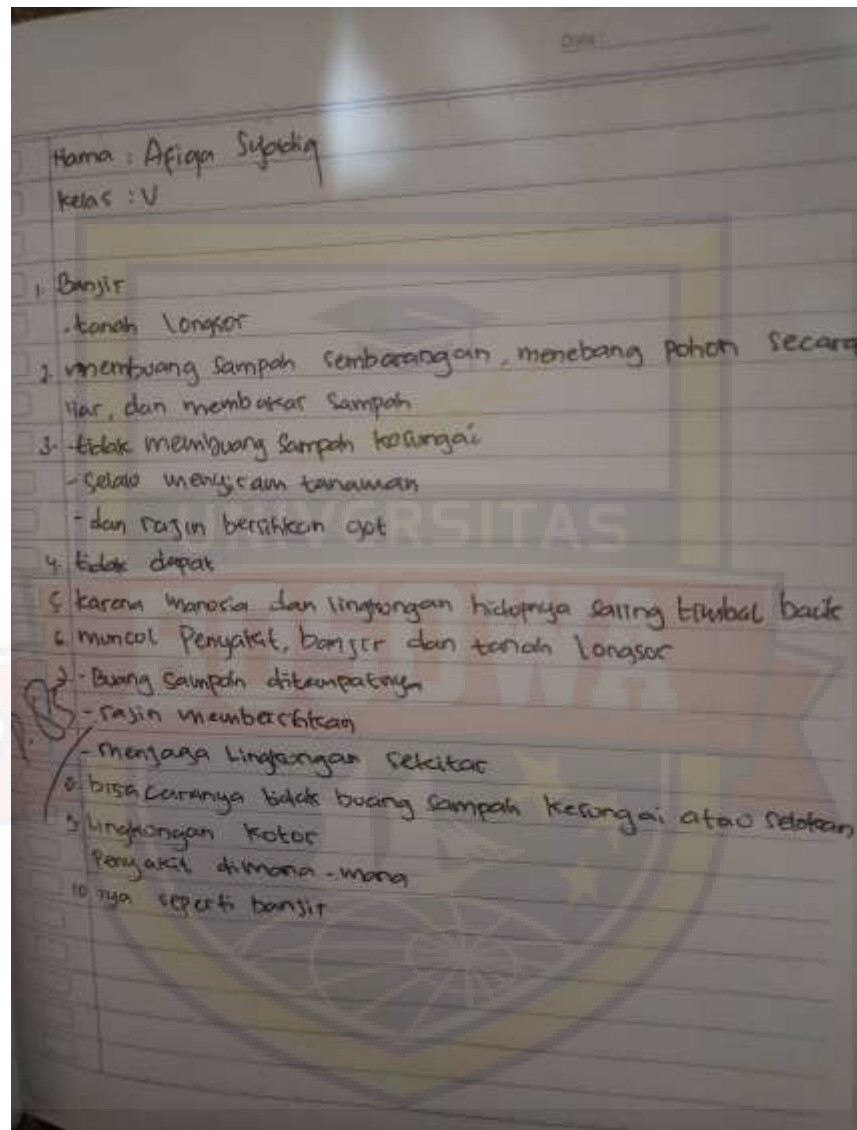 Nama : Afiqa Syadiq
Kelas : V
1. Banjir
- tanah longsor
2. membuang sampah sembarangan, menebang pohon secara
liar, dan membakar sampah
3. - tidak membuang sampah kesungai
- selalu menyiram tanaman
- dan rajin bersihkan got
4. tidak dapat
5. karena manusia dan lingkungan hidupnya saling timbal balik
6. muncul Penyakit, banjir dan tanah longsor
7. - Buang sampah ditempatnya
- rajin membersihkan
- menjaga Lingkungan sekitar
8. bisa caranya tidak buang sampah kesungai atau selokan
9. Lingkungan kotor
Penyakit dimana-mana
10. iya seperti banjir
85
UNIVERSITAS
BOSOWA